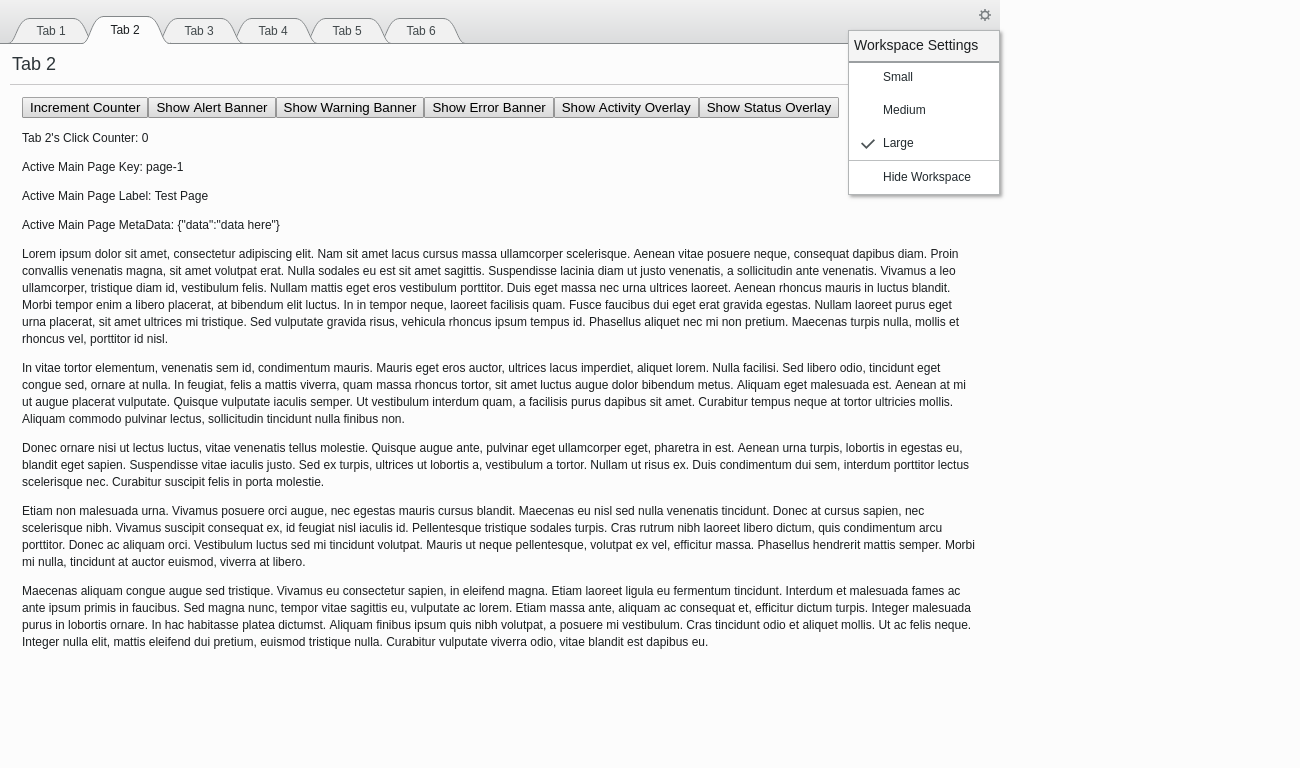 Tab 1
Tab 2
Tab 3
Tab 4
Tab 5
Tab 6
Workspace Settings
Small
Medium
Large
Hide Workspace
Tab 2
Increment Counter
Show Alert Banner
Show Warning Banner
Show Error Banner
Show Activity Overlay
Show Status Overlay
Tab 2's Click Counter: 0
Active Main Page Key: page-1
Active Main Page Label: Test Page
Active Main Page MetaData: {"data":"data here"}
Lorem ipsum dolor sit amet, consectetur adipiscing elit. Nam sit amet lacus cursus massa ullamcorper scelerisque. Aenean vitae posuere neque, consequat dapibus diam. Proin
convallis venenatis magna, sit amet volutpat erat. Nulla sodales eu est sit amet sagittis. Suspendisse lacinia diam ut justo venenatis, a sollicitudin ante venenatis. Vivamus a leo
ullamcorper, tristique diam id, vestibulum felis. Nullam mattis eget eros vestibulum porttitor. Duis eget massa nec urna ultrices laoreet. Aenean rhoncus mauris in luctus blandit.
Morbi tempor enim a libero placerat, at bibendum elit luctus. In in tempor neque, laoreet facilisis quam. Fusce faucibus dui eget erat gravida egestas. Nullam laoreet purus eget
urna placerat, sit amet ultrices mi tristique. Sed vulputate gravida risus, vehicula rhoncus ipsum tempus id. Phasellus aliquet nec mi non pretium. Maecenas turpis nulla, mollis et
rhoncus vel, porttitor id nisl.
In vitae tortor elementum, venenatis sem id, condimentum mauris. Mauris eget eros auctor, ultrices lacus imperdiet, aliquet lorem. Nulla facilisi. Sed libero odio, tincidunt eget
congue sed, ornare at nulla. In feugiat, felis a mattis viverra, quam massa rhoncus tortor, sit amet luctus augue dolor bibendum metus. Aliquam eget malesuada est. Aenean at mi
ut augue placerat vulputate. Quisque vulputate iaculis semper. Ut vestibulum interdum quam, a facilisis purus dapibus sit amet. Curabitur tempus neque at tortor ultricies mollis.
Aliquam commodo pulvinar lectus, sollicitudin tincidunt nulla finibus non.
Donec ornare nisi ut lectus luctus, vitae venenatis tellus molestie. Quisque augue ante, pulvinar eget ullamcorper eget, pharetra in est. Aenean urna turpis, lobortis in egestas eu,
blandit eget sapien. Suspendisse vitae iaculis justo. Sed ex turpis, ultrices ut lobortis a, vestibulum a tortor. Nullam ut risus ex. Duis condimentum dui sem, interdum porttitor lectus
scelerisque nec. Curabitur suscipit felis in porta molestie.
Etiam non malesuada urna. Vivamus posuere orci augue, nec egestas mauris cursus blandit. Maecenas eu nisl sed nulla venenatis tincidunt. Donec at cursus sapien, nec
scelerisque nibh. Vivamus suscipit consequat ex, id feugiat nisl iaculis id. Pellentesque tristique sodales turpis. Cras rutrum nibh laoreet libero dictum, quis condimentum arcu
porttitor. Donec ac aliquam orci. Vestibulum luctus sed mi tincidunt volutpat. Mauris ut neque pellentesque, volutpat ex vel, efficitur massa. Phasellus hendrerit mattis semper. Morbi
mi nulla, tincidunt at auctor euismod, viverra at libero.
Maecenas aliquam congue augue sed tristique. Vivamus eu consectetur sapien, in eleifend magna. Etiam laoreet ligula eu fermentum tincidunt. Interdum et malesuada fames ac
ante ipsum primis in faucibus. Sed magna nunc, tempor vitae sagittis eu, vulputate ac lorem. Etiam massa ante, aliquam ac consequat et, efficitur dictum turpis. Integer malesuada
purus in lobortis ornare. In hac habitasse platea dictumst. Aliquam finibus ipsum quis nibh volutpat, a posuere mi vestibulum. Cras tincidunt odio et aliquet mollis. Ut ac felis neque.
Integer nulla elit, mattis eleifend dui pretium, euismod tristique nulla. Curabitur vulputate viverra odio, vitae blandit est dapibus eu.